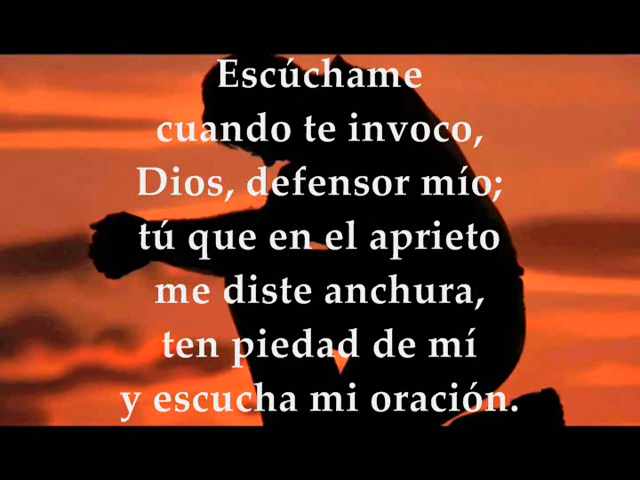 Escúchame
cuando te invoco,
Dios, defensor mío;
tú que en el aprieto
me diste anchura,
ten piedad de mí
y escucha mi oración.